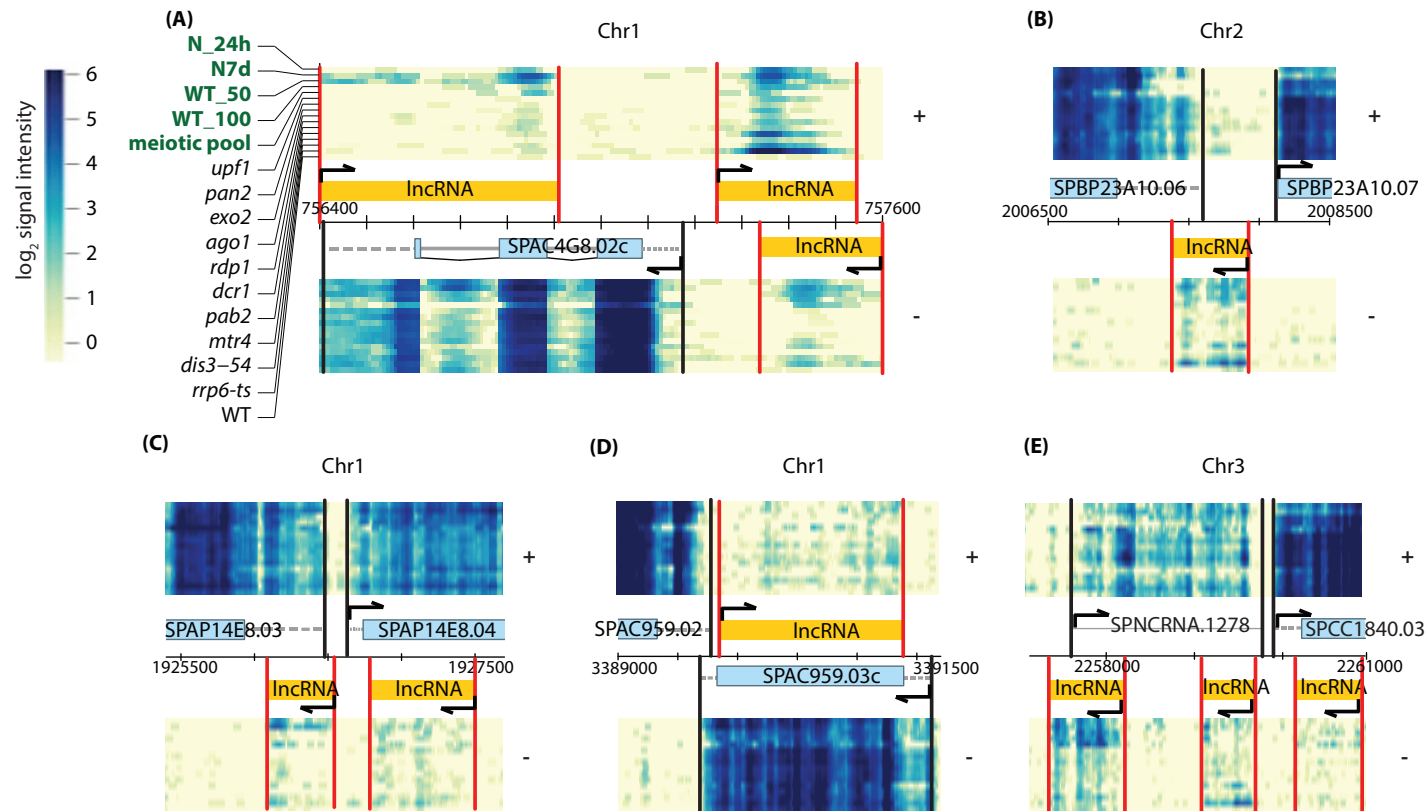 (A)
Chr1
(B)
Chr2
log2 signal intensity
6
5
4
3
2
1
0
N_24h
N7d
WT_50
WT_100
meiotic pool
upf1
pan2
exo2
ago1
rdp1
dcr1
pab2
mtr4
dis3−54
rrp6-ts
WT
+
lncRNA
lncRNA
756400
757600
SPAC4G8.02c
lncRNA
-
+
SPBP23A10.06
SPBP23A10.07
2006500
2008500
lncRNA
-
(C)
Chr1
+
SPAP14E8.03
SPAP14E8.04
1925500
1927500
lncRNA
lncRNA
-
(D)
Chr1
+
SPAC959.02
lncRNA
3389000
3391500
SPAC959.03c
-
(E)
Chr3
+
SPNCRNA.1278
SPCC1840.03
2258000
2261000
lncRNA
lncRNA
lncRNA
-